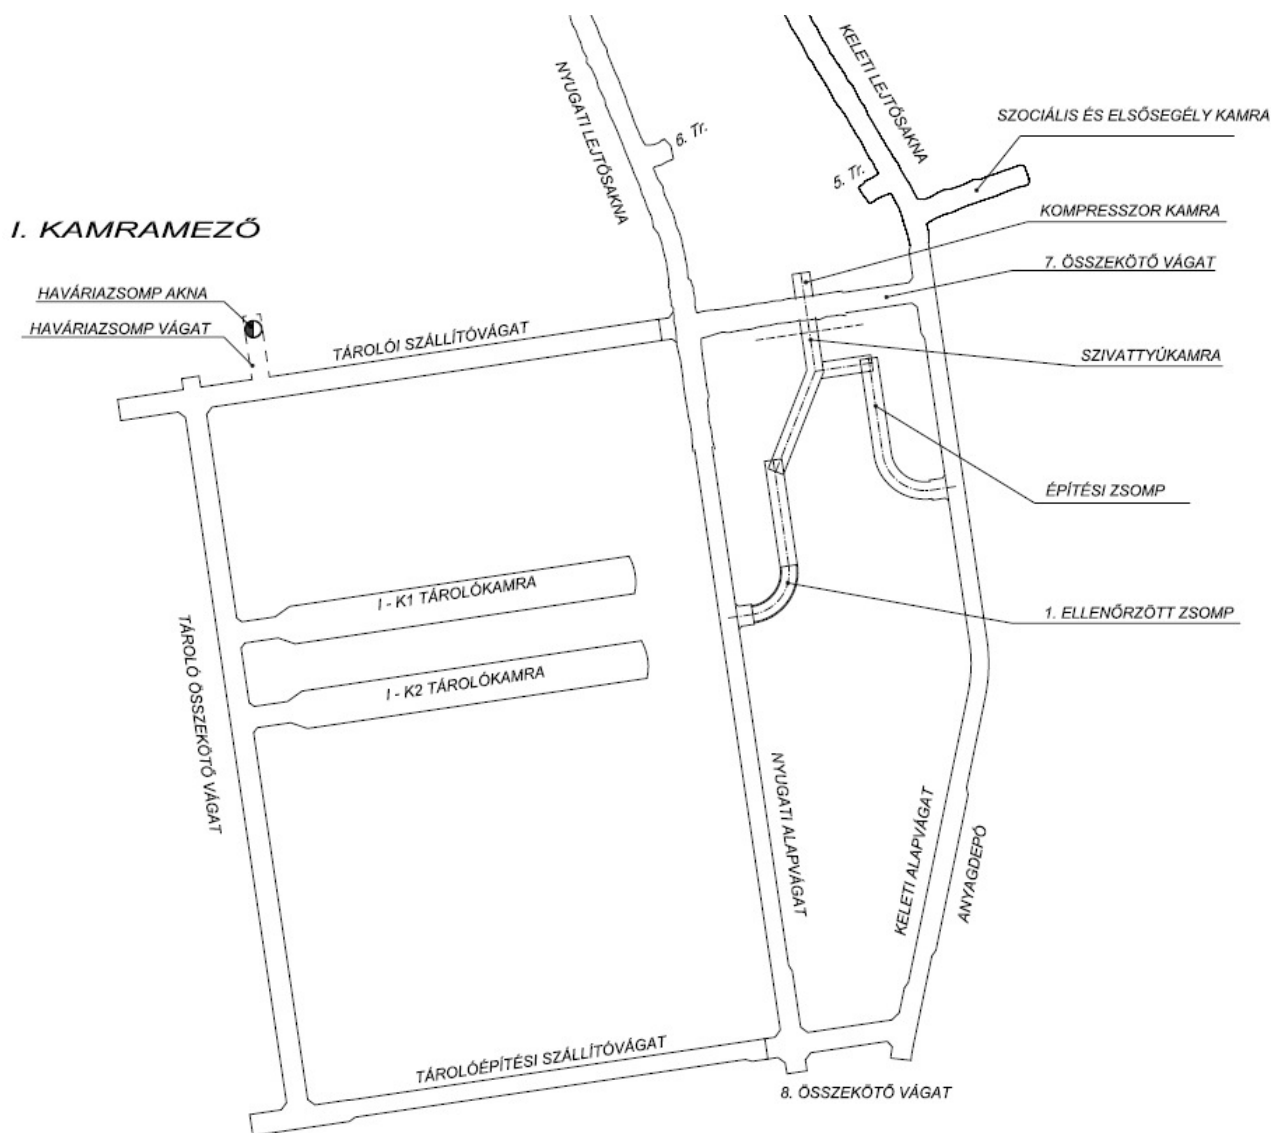 NYUGATI LEJTŐSAKNA
KELETI LEJTŐSAKNA
6. Tr.
5. Tr.
SZOCIÁLIS ÉS ELSŐSEGÉLY KAMRA
KOMPRESSZOR KAMRA
I. KAMRAMEZŐ
7. ÖSSZEKÖTŐ VÁGAT
HAVÁRIAZSOMP AKNA
HAVÁRIAZSOMP VÁGAT
TÁROLÓI SZÁLLÍTÓVÁGAT
SZIVATTYÚKAMRA
ÉPÍTÉSI ZSOMP
I - K1 TÁROLÓKAMRA
1. ELLENŐRZÖTT ZSOMP
I - K2 TÁROLÓKAMRA
TÁROLÓ ÖSSZEKÖTŐ VÁGAT
NYUGATI ALAPVÁGAT
KELETI ALAPVÁGAT
ANYAGDEPÓ
TÁROLÓÉPÍTÉSI SZÁLLÍTÓVÁGAT
8. ÖSSZEKÖTŐ VÁGAT